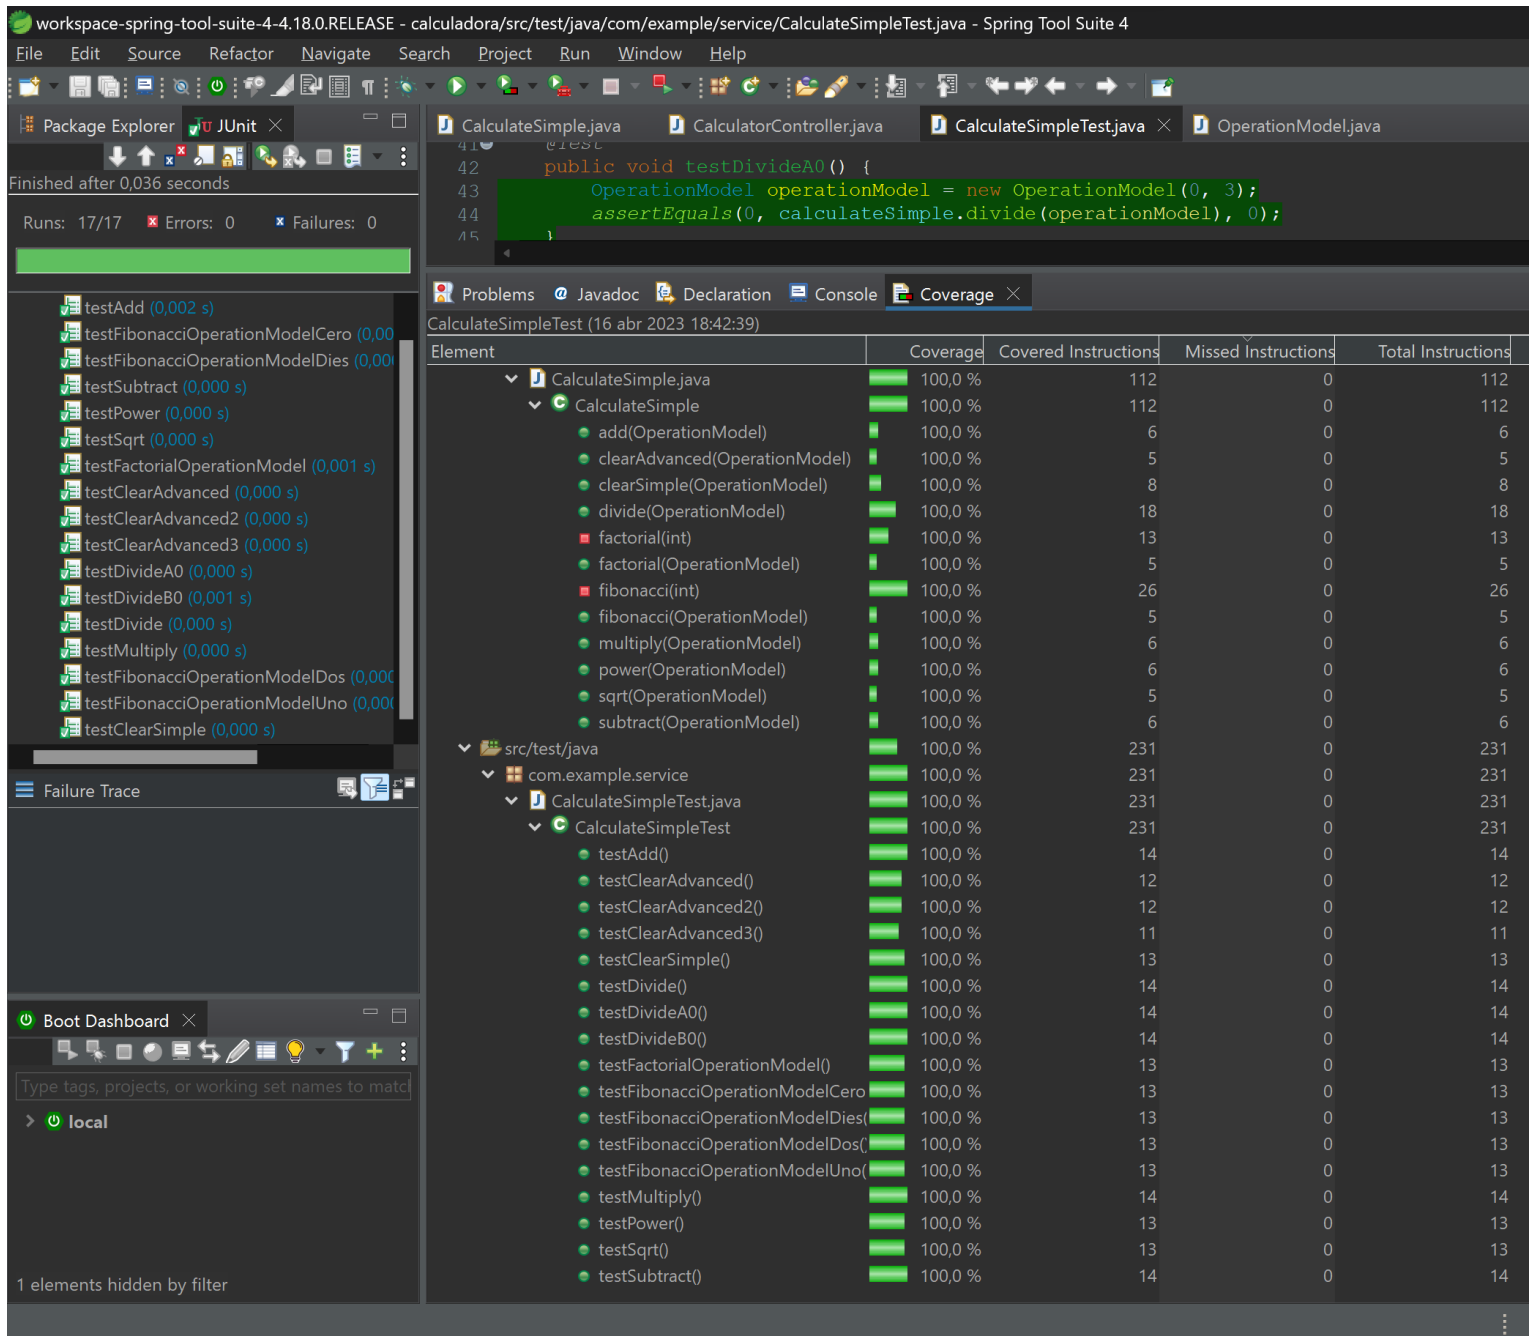 workspace-spring-tool-suite-4-4.18.0.RELEASE - calculadora/src/test/java/com/example/service/CalculateSimpleTest.java - Spring Tool Suite 4
File Edit Source Refactor Navigate Search Project Run Window Help
Package Explorer JUnit
Finished after 0,036 seconds
Runs: 17/17 Errors: 0 Failures: 0
testAdd (0,002 s)
testFibonacciOperationModelCero (0,00
testFibonacciOperationModelDies (0,00
testSubtract (0,000 s)
testPower (0,000 s)
testSqrt (0,000 s)
testFactorialOperationModel (0,001 s)
testClearAdvanced (0,000 s)
testClearAdvanced2 (0,000 s)
testClearAdvanced3 (0,000 s)
testDivideA0 (0,000 s)
testDivideB0 (0,001 s)
testDivide (0,000 s)
testMultiply (0,000 s)
testFibonacciOperationModelDos (0,000
testFibonacciOperationModelUno (0,00
testClearSimple (0,000 s)
Failure Trace
Boot Dashboard
Type tags, projects, or working set names to match
local
1 elements hidden by filter
CalculateSimple.java CalculatorController.java CalculateSimpleTest.java OperationModel.java
41 @Test
42 public void testDivideA0() {
43 OperationModel operationModel = new OperationModel(0, 3);
44 assertEquals(0, calculateSimple.divide(operationModel), 0);
45 }
Problems Javadoc Declaration Console Coverage
CalculateSimpleTest (16 abr 2023 18:42:39)
Element Coverage Covered Instructions Missed Instructions Total Instructions
CalculateSimple.java 100,0 % 112 0 112
CalculateSimple 100,0 % 112 0 112
add(OperationModel) 100,0 % 6 0 6
clearAdvanced(OperationModel) 100,0 % 5 0 5
clearSimple(OperationModel) 100,0 % 8 0 8
divide(OperationModel) 100,0 % 18 0 18
factorial(int) 100,0 % 13 0 13
factorial(OperationModel) 100,0 % 5 0 5
fibonacci(int) 100,0 % 26 0 26
fibonacci(OperationModel) 100,0 % 5 0 5
multiply(OperationModel) 100,0 % 6 0 6
power(OperationModel) 100,0 % 6 0 6
sqrt(OperationModel) 100,0 % 5 0 5
subtract(OperationModel) 100,0 % 6 0 6
src/test/java 100,0 % 231 0 231
com.example.service 100,0 % 231 0 231
CalculateSimpleTest.java 100,0 % 231 0 231
CalculateSimpleTest 100,0 % 231 0 231
testAdd() 100,0 % 14 0 14
testClearAdvanced() 100,0 % 12 0 12
testClearAdvanced2() 100,0 % 12 0 12
testClearAdvanced3() 100,0 % 11 0 11
testClearSimple() 100,0 % 13 0 13
testDivide() 100,0 % 14 0 14
testDivideA0() 100,0 % 14 0 14
testDivideB0() 100,0 % 14 0 14
testFactorialOperationModel() 100,0 % 13 0 13
testFibonacciOperationModelCero 100,0 % 13 0 13
testFibonacciOperationModelDies( 100,0 % 13 0 13
testFibonacciOperationModelDos( 100,0 % 13 0 13
testFibonacciOperationModelUno( 100,0 % 13 0 13
testMultiply() 100,0 % 14 0 14
testPower() 100,0 % 13 0 13
testSqrt() 100,0 % 13 0 13
testSubtract() 100,0 % 14 0 14